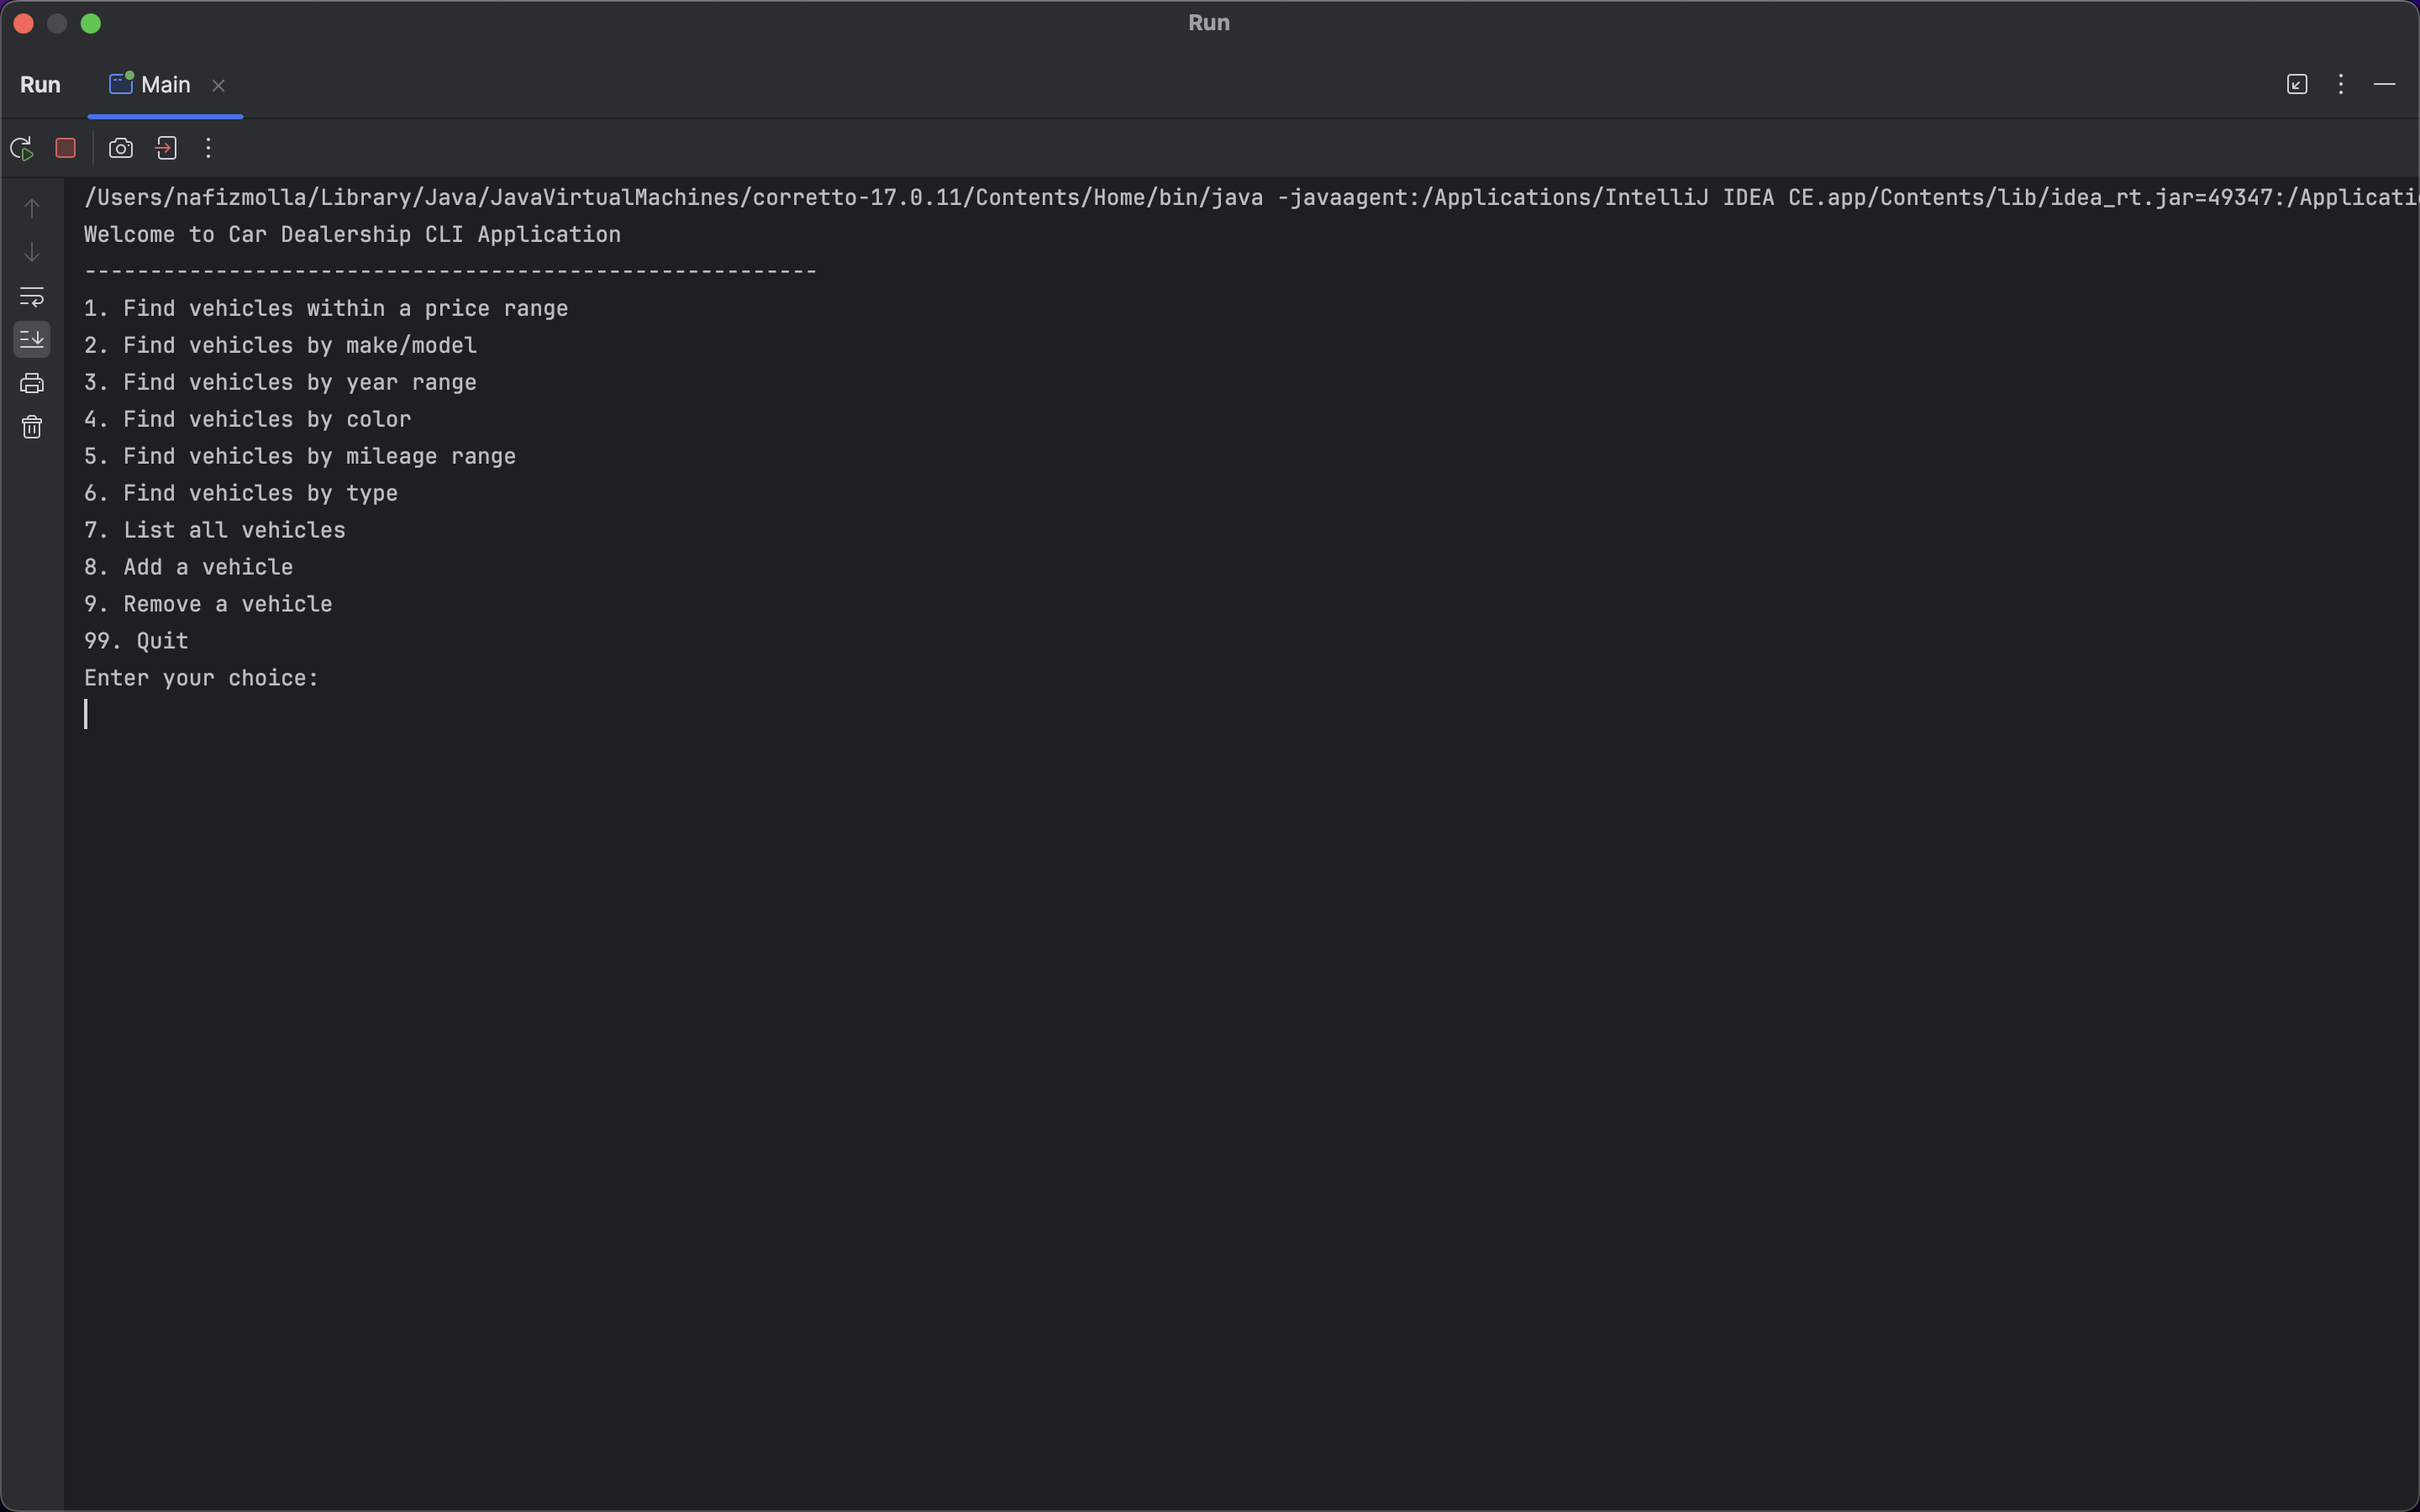 Run
Run Main
/Users/nafizmolla/Library/Java/JavaVirtualMachines/corretto-17.0.11/Contents/Home/bin/java -javaagent:/Applications/IntelliJ IDEA CE.app/Contents/lib/idea_rt.jar=49347:/Applicati
Welcome to Car Dealership CLI Application
--------------------------------------------------------
1. Find vehicles within a price range
2. Find vehicles by make/model
3. Find vehicles by year range
4. Find vehicles by color
5. Find vehicles by mileage range
6. Find vehicles by type
7. List all vehicles
8. Add a vehicle
9. Remove a vehicle
99. Quit
Enter your choice: